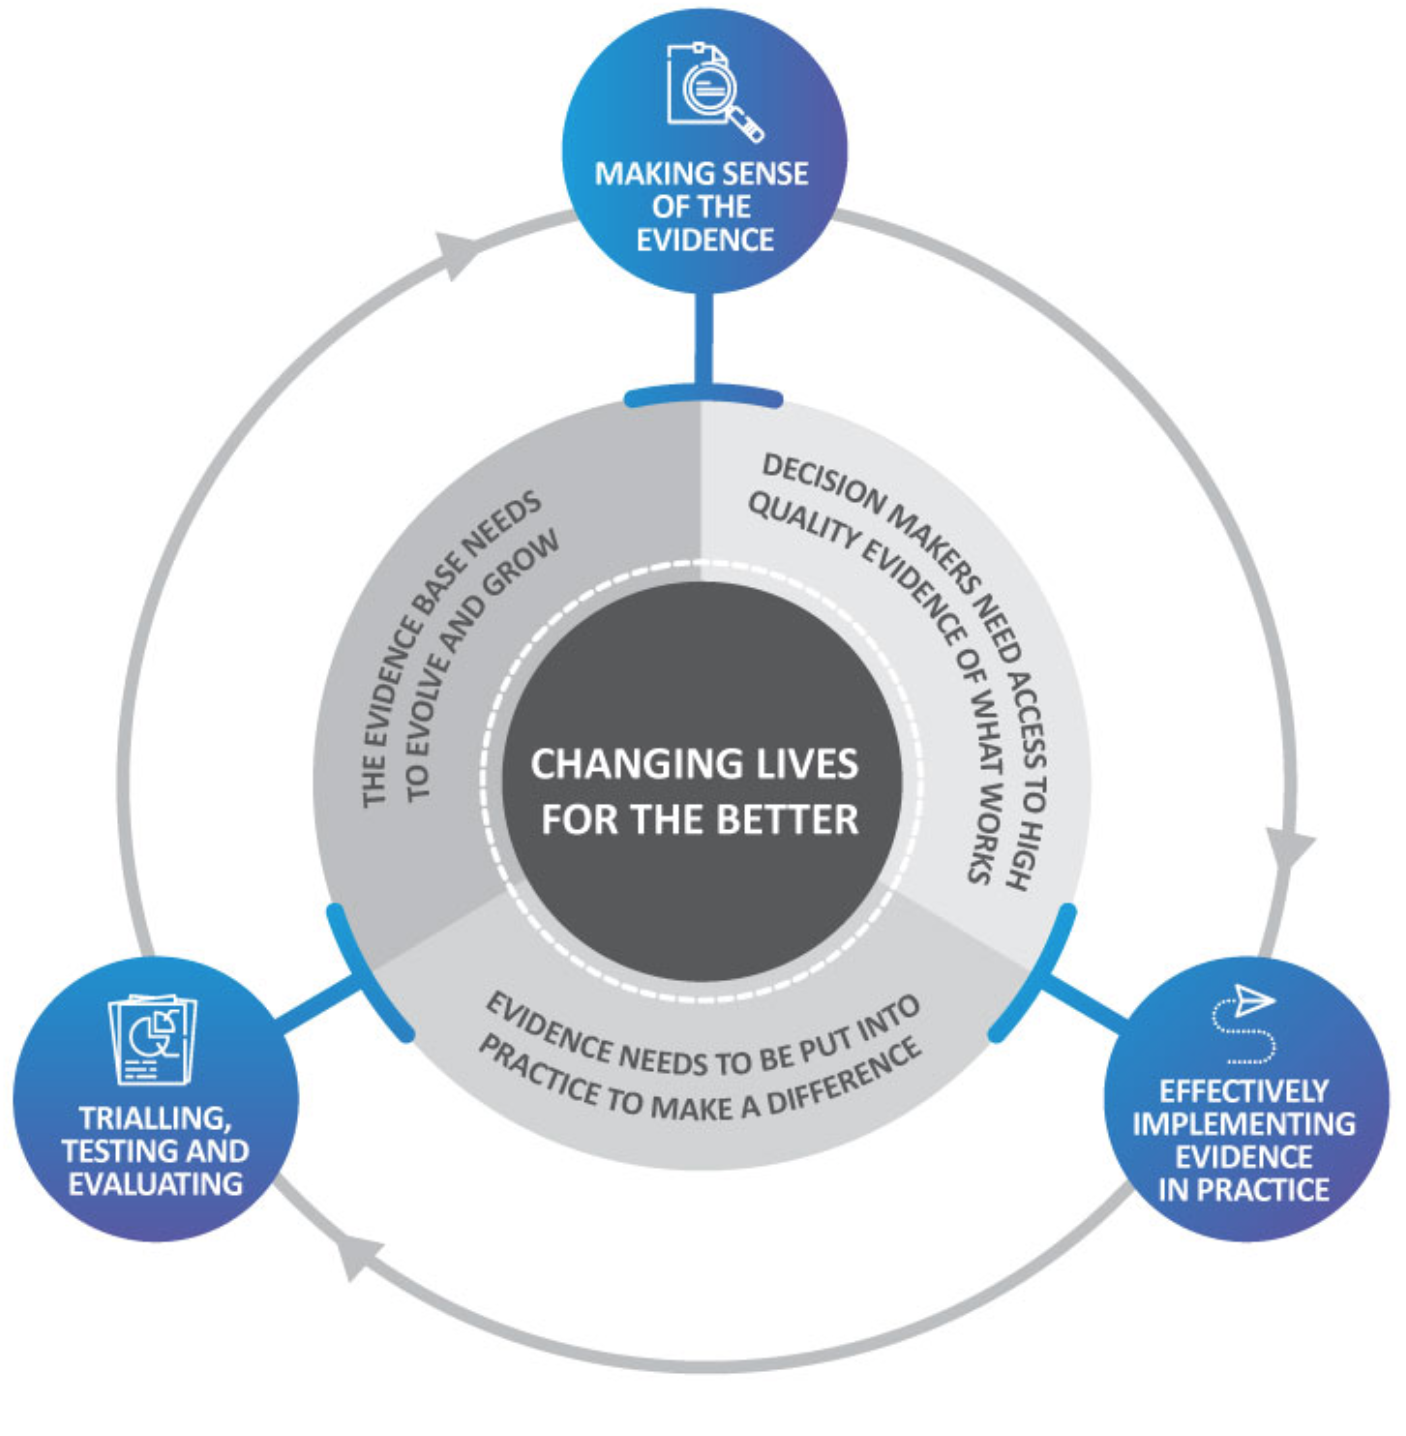 MAKING SENSE
OF THE
EVIDENCE
DECISION MAKERS NEED ACCESS TO HIGH
QUALITY EVIDENCE OF WHAT WORKS
THE EVIDENCE BASE NEEDS
TO EVOLVE AND GROW
CHANGING LIVES
FOR THE BETTER
EVIDENCE NEEDS TO BE PUT INTO
PRACTICE TO MAKE A DIFFERENCE
EFFECTIVELY
IMPLEMENTING
EVIDENCE
IN PRACTICE
TRIALLING,
TESTING AND
EVALUATING